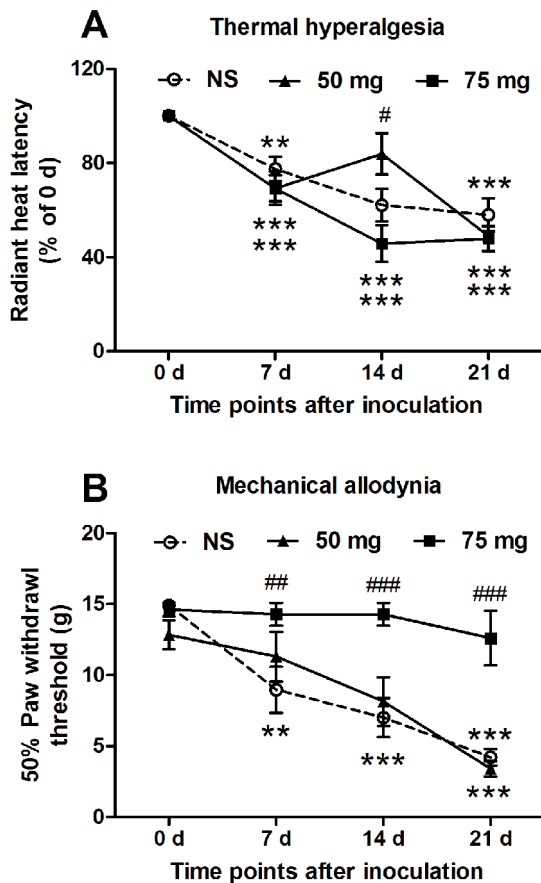 A
Thermal hyperalgesia
NS 50 mg 75 mg
Radiant heat latency
(% of 0 d)
120
80
40
0
#
**
***
***
***
***
***
***
***
0 d 7 d 14 d 21 d
Time points after inoculation
B
Mechanical allodynia
NS 50 mg 75 mg
50% Paw withdrawl
threshold (g)
20
15
10
5
0
## ### ###
**
***
***
***
0 d 7 d 14 d 21 d
Time points after inoculation